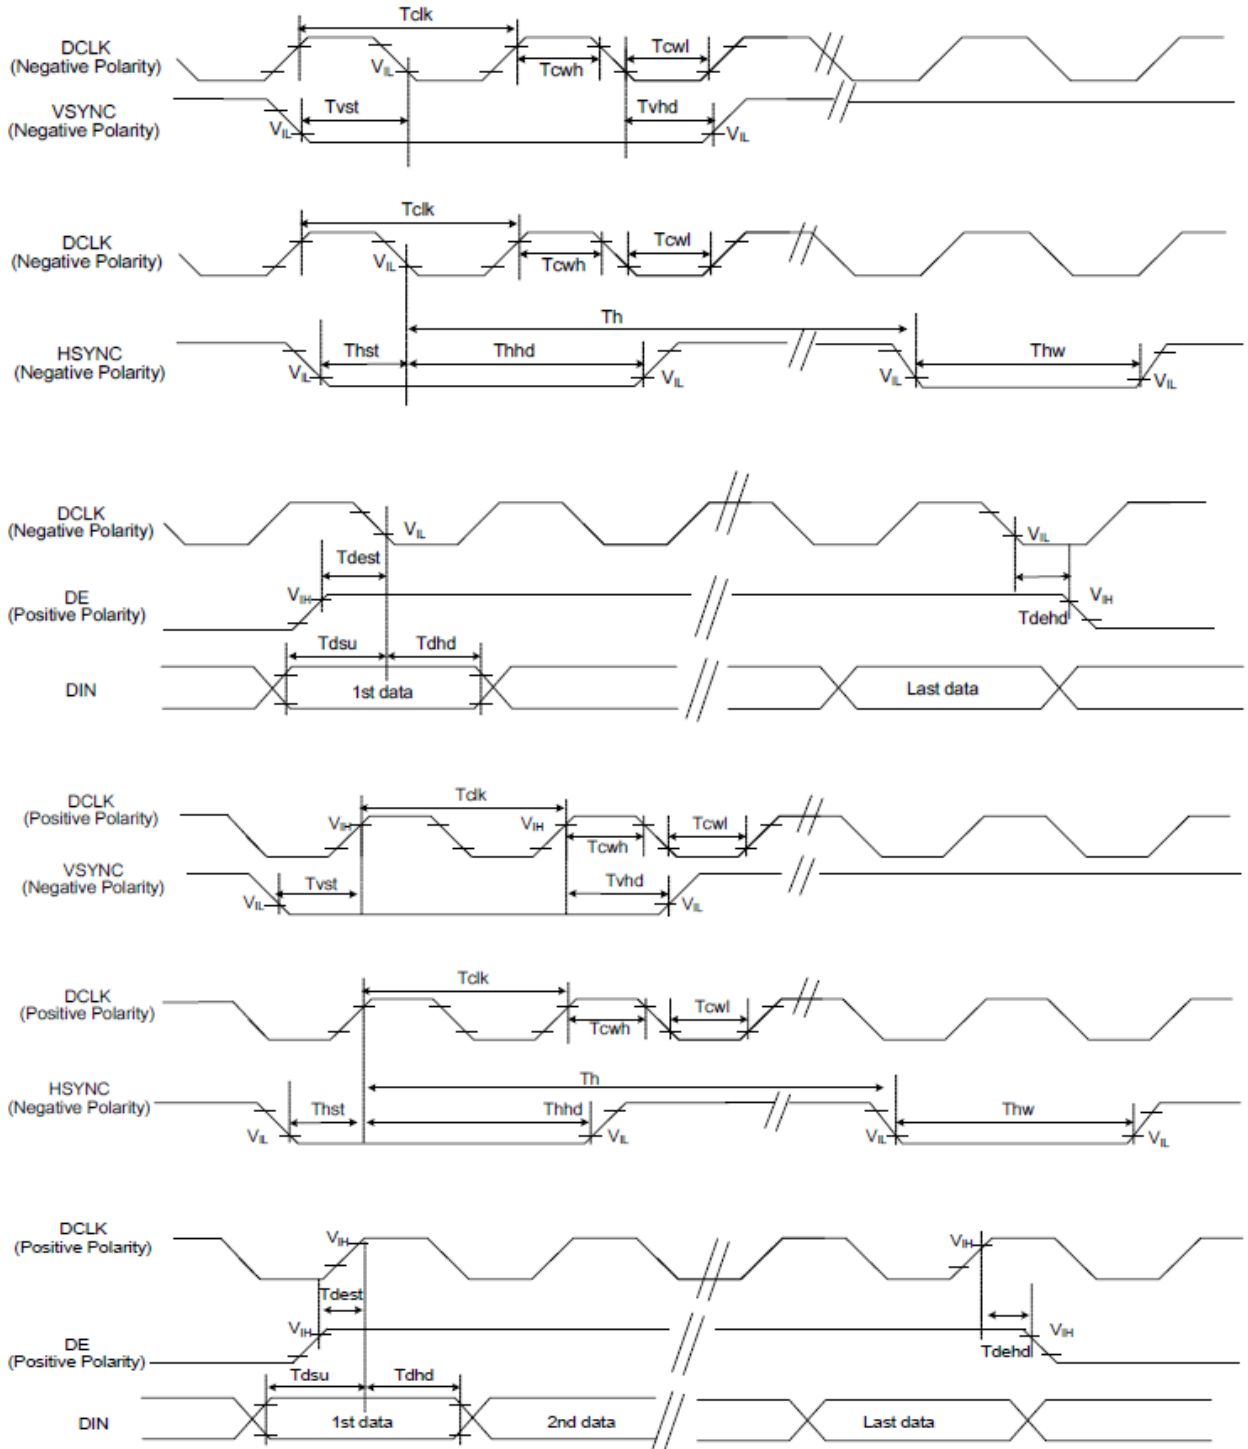 Tclk
DCLK
(Negative Polarity)
VIL
Tcwh
Tcwl
VSYNC
(Negative Polarity)
VIL
Tvst
Tvhd
VIL
Tclk
DCLK
(Negative Polarity)
VIL
Tcwh
Tcwl
Th
HSYNC
(Negative Polarity)
VIL
Thst
Thhd
VIL
VIL
Thw
VIL
DCLK
(Negative Polarity)
VIL
VIL
Tdest
DE
(Positive Polarity)
VIH
VIH
Tdehd
Tdsu
Tdhd
DIN
1st data
Last data
DCLK
(Positive Polarity)
VIH
Tclk
VIH
Tcwh
Tcwl
VSYNC
(Negative Polarity)
VIL
Tvst
Tvhd
VIL
DCLK
(Positive Polarity)
Tclk
Tcwh
Tcwl
Th
HSYNC
(Negative Polarity)
VIL
Thst
Thhd
VIL
VIL
Thw
VIL
DCLK
(Positive Polarity)
VIH
VIH
Tdest
DE
(Positive Polarity)
VIH
VIH
Tdehd
Tdsu
Tdhd
DIN
1st data
2nd data
Last data